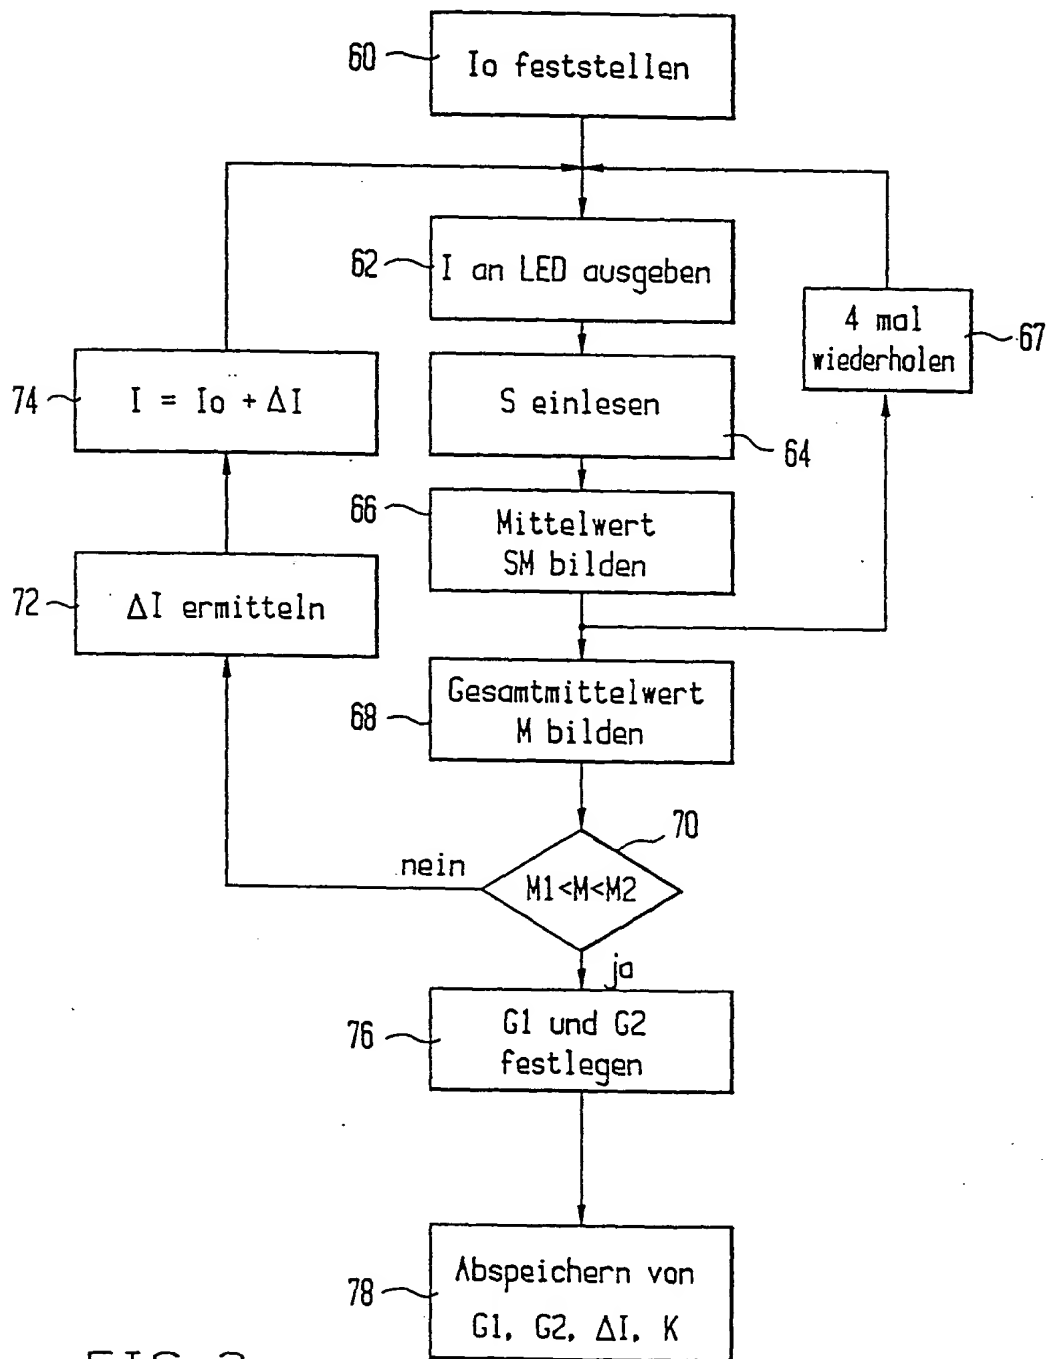 60
Io feststellen
62
I an LED ausgeben
4 mal
wiederholen
67
74
I = Io + ΔI
S einlesen
64
66
Mittelwert
SM bilden
72
ΔI ermitteln
68
Gesamtmittelwert
M bilden
70
nein
M1<M<M2
ja
76
G1 und G2
festlegen
78
Abspeichern von
G1, G2, ΔI, K